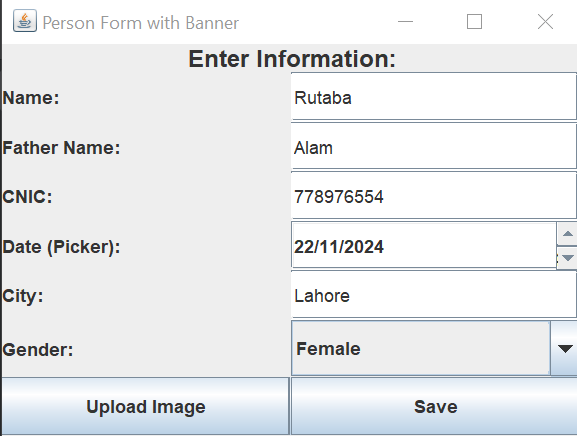 Person Form with Banner
Enter Information:
Name: Rutaba
Father Name: Alam
CNIC: 778976554
Date (Picker): 22/11/2024
City: Lahore
Gender: Female
Upload Image Save